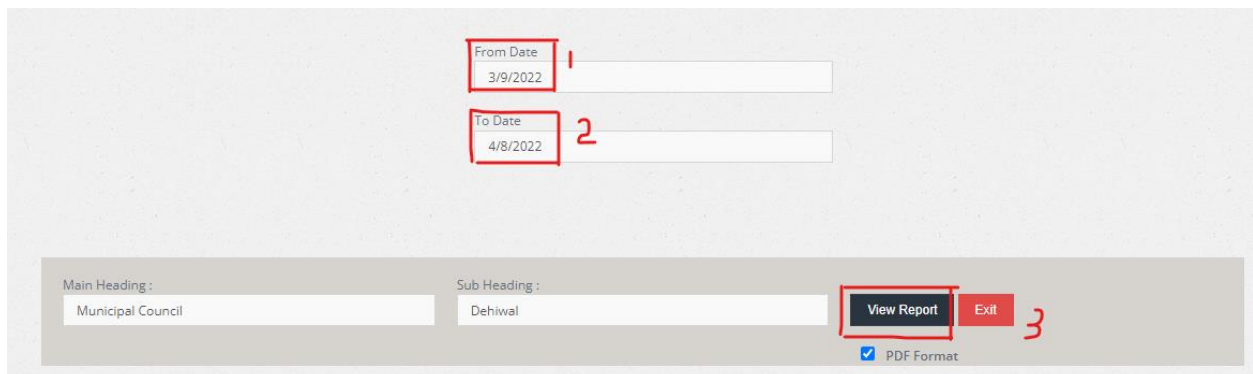 From Date
1
3/9/2022
To Date
2
4/8/2022
Main Heading :
Sub Heading :
Municipal Council
Dehiwal
View Report
Exit
3
PDF Format